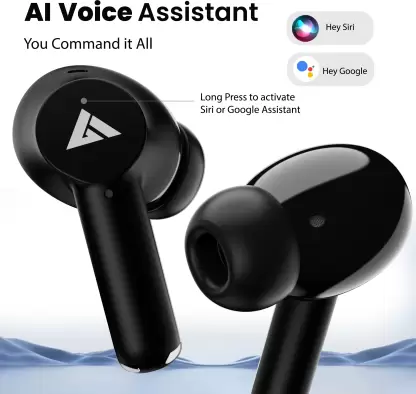 AI Voice Assistant
You Command it All
Hey Siri
Hey Google
Long Press to activate
Siri or Google Assistant